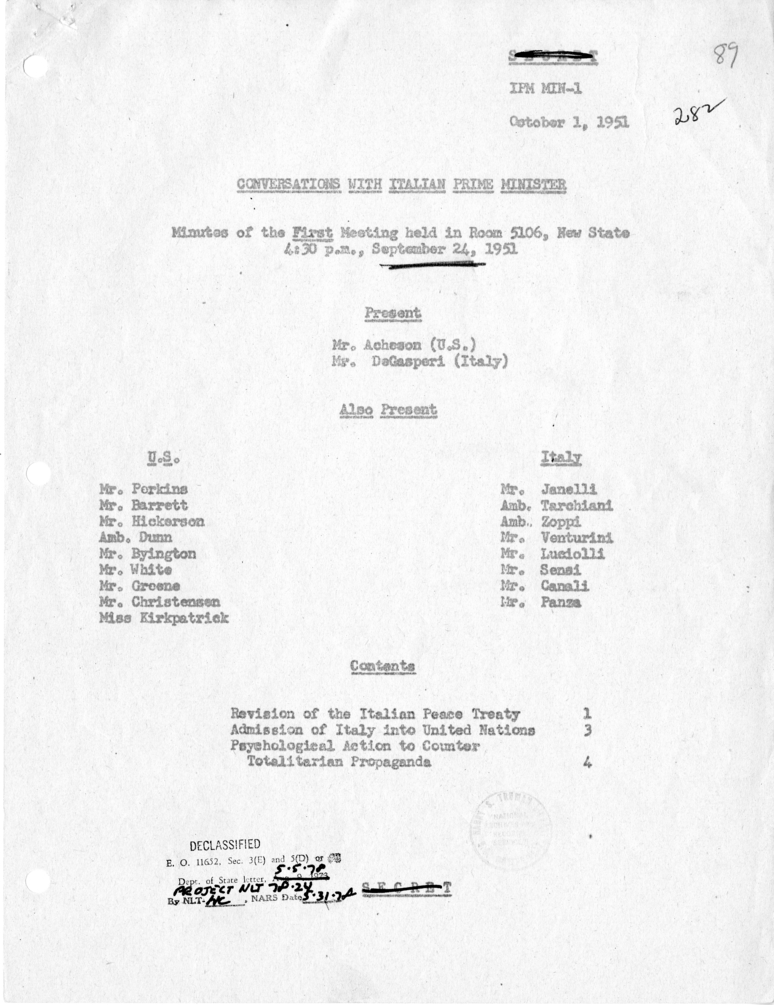 SECRET
89
IPM MIN-1
October 1, 1951
282
CONVERSATIONS WITH ITALIAN PRIME MINISTER
Minutes of the First Meeting held in Room 5106, New State
4:30 p.m., September 24, 1951
Present
Mr. Acheson (U.S.)
Mr. DeGasperi (Italy)
Also Present
U.S.
Mr. Perkins
Mr. Barrett
Mr. Hickerson
Amb. Dunn
Mr. Byington
Mr. White
Mr. Greene
Mr. Christensen
Miss Kirkpatrick
Italy
Mr. Janelli
Amb. Tarchiani
Amb. Zoppi
Mr. Venturini
Mr. Luciolli
Mr. Sensi
Mr. Canali
Mr. Panza
Contents
Revision of the Italian Peace Treaty 1
Admission of Italy into United Nations 3
Psychological Action to Counter
Totalitarian Propaganda 4
DECLASSIFIED
E. O. 11652, Sec. 3(E) and 5(D) or
5.5.78
Dept. of State letter,
PROJECT NLT 78-24
By NLT-HC, NARS Date 5-31-78
SECRET